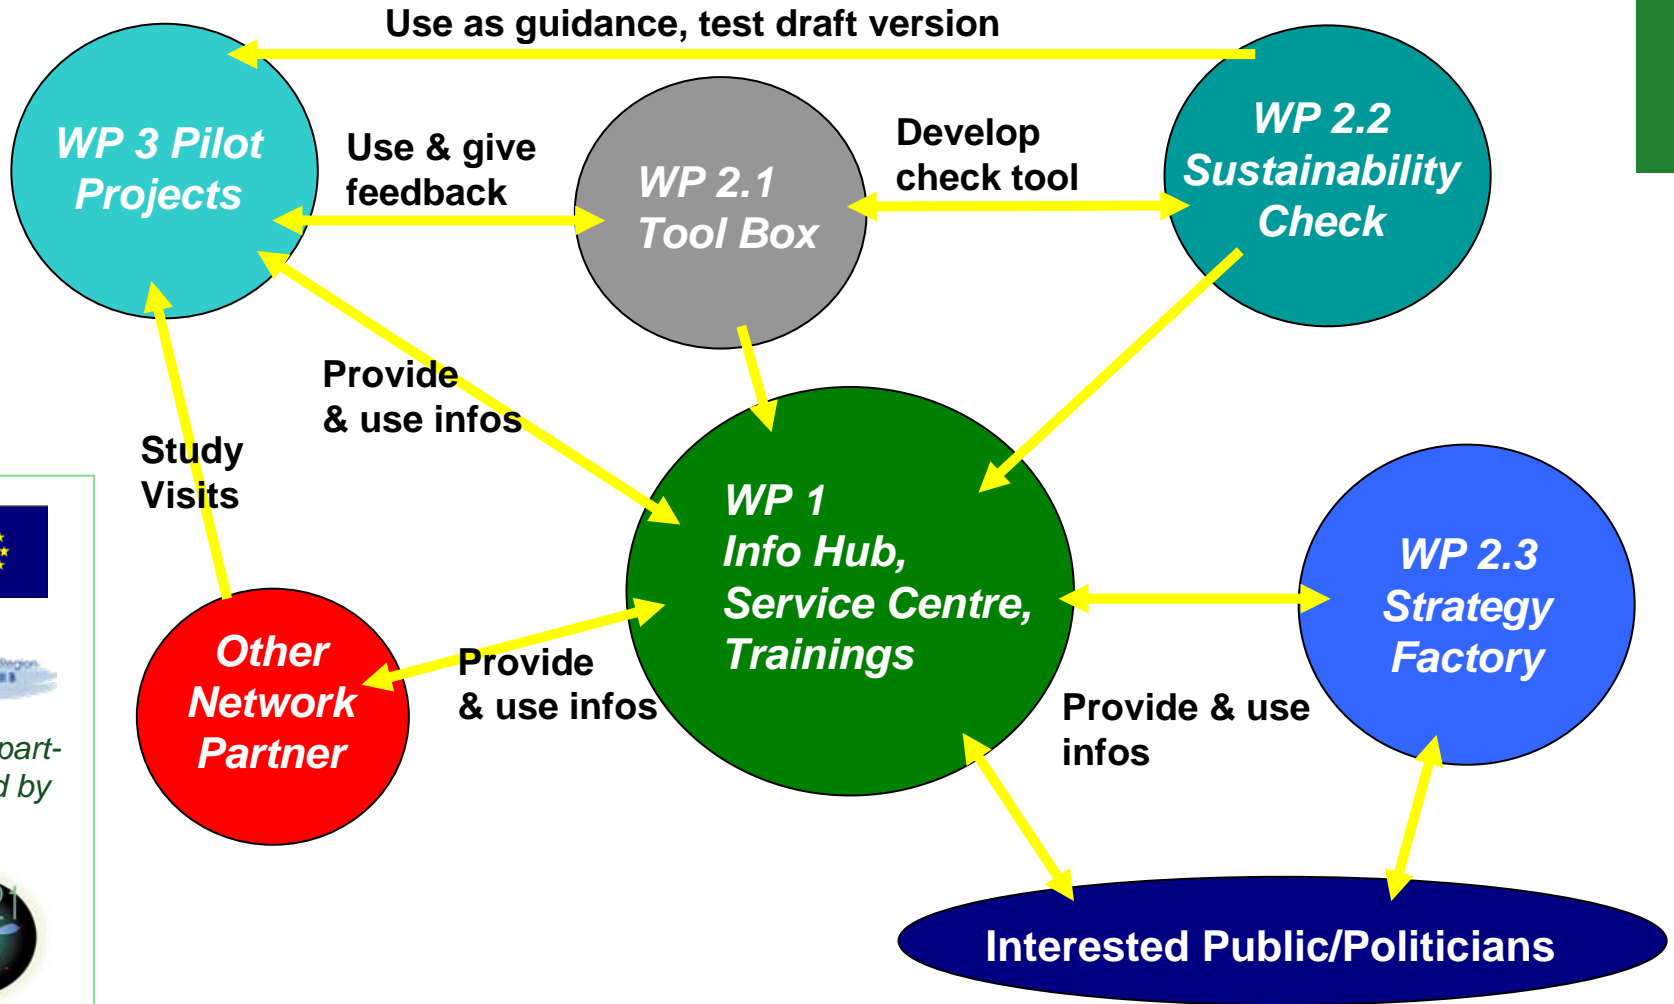 Use as guidance, test draft version
WP 3 Pilot
Projects
Use & give
feedback
WP 2.1
Tool Box
Develop
check tool
WP 2.2
Sustainability
Check
Provide
& use infos
Study
Visits
WP 1
Info Hub,
Service Centre,
Trainings
WP 2.3
Strategy
Factory
Other
Network
Partner
Provide
& use infos
Provide & use
infos
Interested Public/Politicians
Region
part-
d by
21